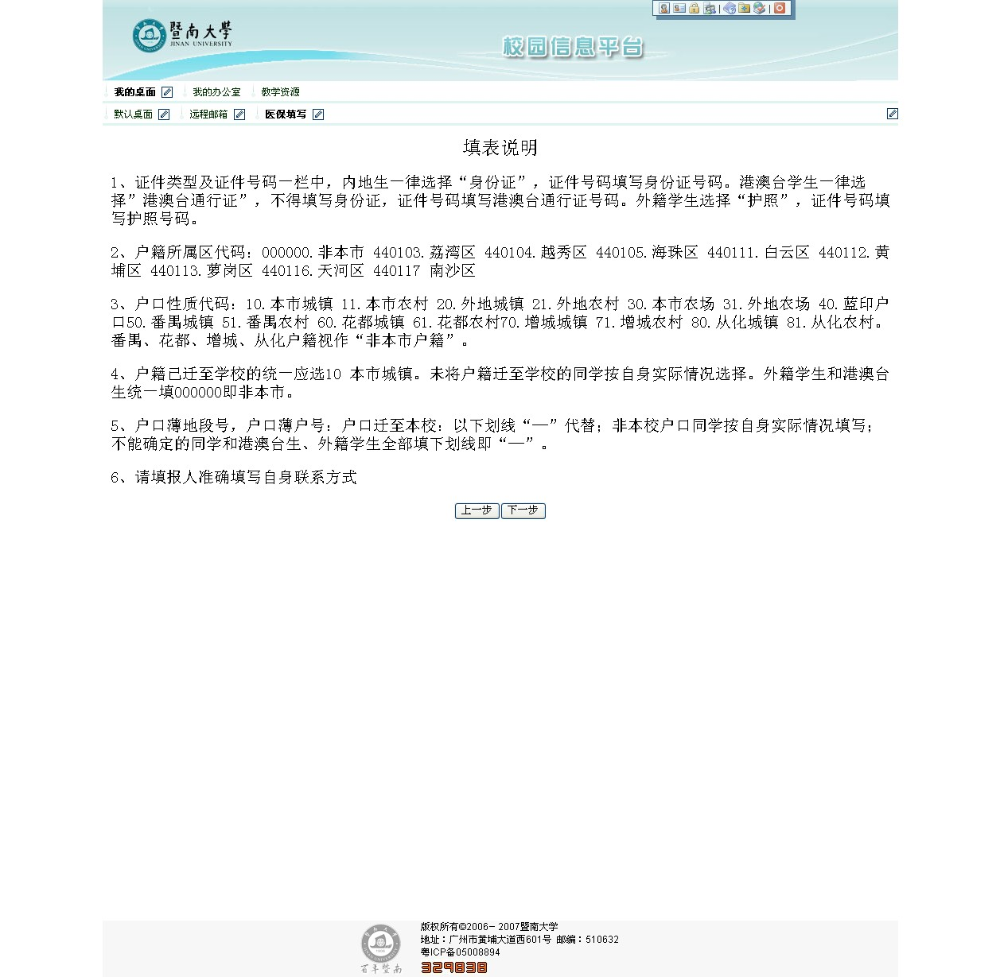 暨南大學
JINAN UNIVERSITY
校园信息平台
我的桌面 我的办公室 教学资源
默认桌面 远程邮箱 医保填写
填表说明
1、证件类型及证件号码一栏中，内地生一律选择“身份证”，证件号码填写身份证号码。港澳台学生一律选
择”港澳台通行证”，不得填写身份证，证件号码填写港澳台通行证号码。外籍学生选择“护照”，证件号码填
写护照号码。
2、户籍所属区代码：000000.非本市 440103.荔湾区 440104.越秀区 440105.海珠区 440111.白云区 440112.黄
埔区 440113.萝岗区 440116.天河区 440117 南沙区
3、户口性质代码：10.本市城镇 11.本市农村 20.外地城镇 21.外地农村 30.本市农场 31.外地农场 40.蓝印户
口50.番禺城镇 51.番禺农村 60.花都城镇 61.花都农村70.增城城镇 71.增城农村 80.从化城镇 81.从化农村。
番禺、花都、增城、从化户籍视作“非本市户籍”。
4、户籍已迁至学校的统一应选10 本市城镇。未将户籍迁至学校的同学按自身实际情况选择。外籍学生和港澳台
生统一填000000即非本市。
5、户口薄地段号，户口薄户号：户口迁至本校：以下划线“—”代替；非本校户口同学按自身实际情况填写；
不能确定的同学和港澳台生、外籍学生全部填下划线即“—”。
6、请填报人准确填写自身联系方式
上一步 下一步
版权所有©2006－2007暨南大学
地址：广州市黄埔大道西601号 邮编：510632
粤ICP备05008894
百年暨南
329838